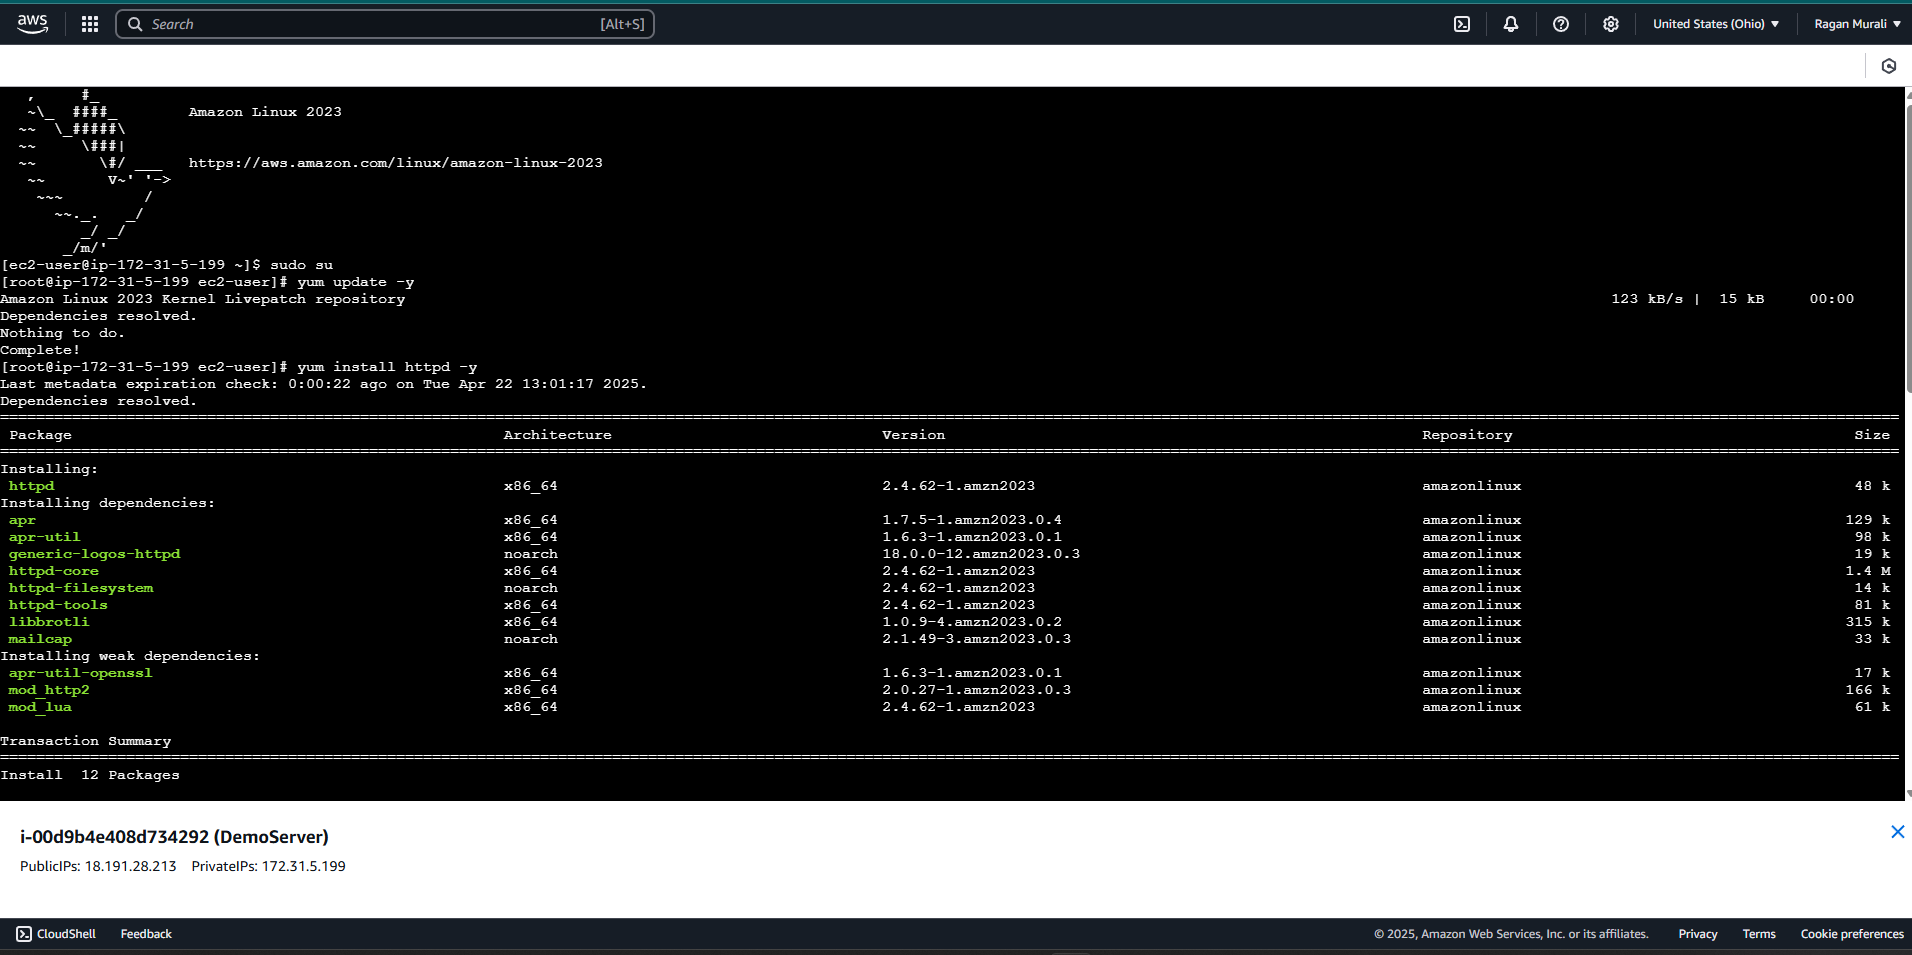 aws
Search [Alt+S]
United States (Ohio)
Ragan Murali
   ,     #_
   ~\_  ####_        Amazon Linux 2023
  ~~  \_#####\
  ~~     \###|
  ~~       \#/ ___   https://aws.amazon.com/linux/amazon-linux-2023
   ~~       V~' '->
    ~~~         /
      ~~._.   _/
         _/ _/
       _/m/'
[ec2-user@ip-172-31-5-199 ~]$ sudo su
[root@ip-172-31-5-199 ec2-user]# yum update -y
Amazon Linux 2023 Kernel Livepatch repository 123 kB/s | 15 kB 00:00
Dependencies resolved.
Nothing to do.
Complete!
[root@ip-172-31-5-199 ec2-user]# yum install httpd -y
Last metadata expiration check: 0:00:22 ago on Tue Apr 22 13:01:17 2025.
Dependencies resolved.
Package Architecture Version Repository Size
Installing:
httpd x86_64 2.4.62-1.amzn2023 amazonlinux 48 k
Installing dependencies:
apr x86_64 1.7.5-1.amzn2023.0.4 amazonlinux 129 k
apr-util x86_64 1.6.3-1.amzn2023.0.1 amazonlinux 98 k
generic-logos-httpd noarch 18.0.0-12.amzn2023.0.3 amazonlinux 19 k
httpd-core x86_64 2.4.62-1.amzn2023 amazonlinux 1.4 M
httpd-filesystem noarch 2.4.62-1.amzn2023 amazonlinux 14 k
httpd-tools x86_64 2.4.62-1.amzn2023 amazonlinux 81 k
libbrotli x86_64 1.0.9-4.amzn2023.0.2 amazonlinux 315 k
mailcap noarch 2.1.49-3.amzn2023.0.3 amazonlinux 33 k
Installing weak dependencies:
apr-util-openssl x86_64 1.6.3-1.amzn2023.0.1 amazonlinux 17 k
mod_http2 x86_64 2.0.27-1.amzn2023.0.3 amazonlinux 166 k
mod_lua x86_64 2.4.62-1.amzn2023 amazonlinux 61 k
Transaction Summary
Install 12 Packages
i-00d9b4e408d734292 (DemoServer)
PublicIPs: 18.191.28.213 PrivateIPs: 172.31.5.199
CloudShell Feedback © 2025, Amazon Web Services, Inc. or its affiliates. Privacy Terms Cookie preferences